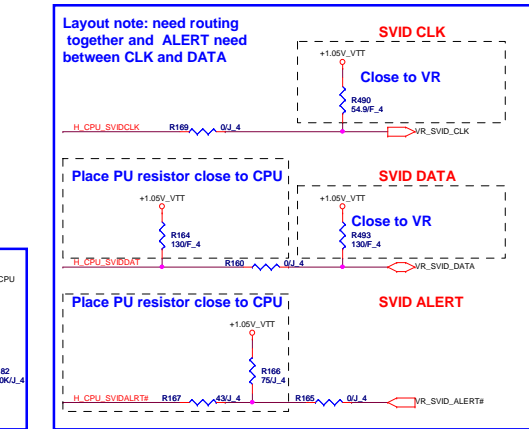 Layout note: need routing
together and ALERT need
between CLK and DATA
SVID CLK
+1.05V_VTT
Close to VR
R490
54.9/F_4
H_CPU_SVIDCLK
R169
0/J_4
VR_SVID_CLK
Place PU resistor close to CPU
SVID DATA
+1.05V_VTT
+1.05V_VTT
Close to VR
R164
130/F_4
R493
130/F_4
H_CPU_SVIDDAT
R160
0/J_4
VR_SVID_DATA
Place PU resistor close to CPU
SVID ALERT
+1.05V_VTT
R166
75/J_4
H_CPU_SVIDALRT#
R167
43/J_4
R165
0/J_4
VR_SVID_ALERT#
CPU
82
0K/J_4